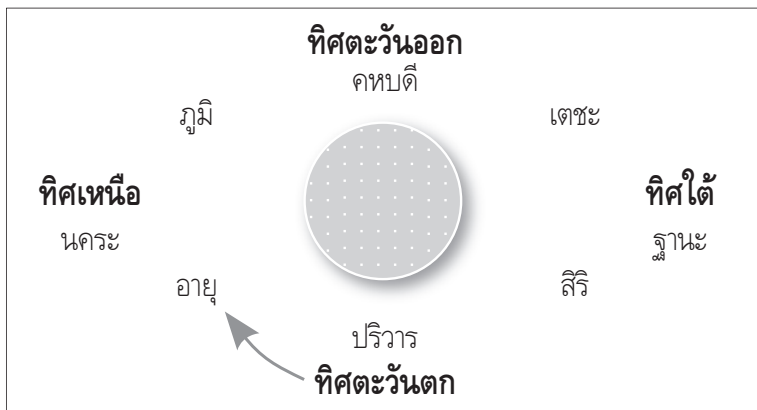 ทิศตะวันออก
คหบดี
ภูมิ เตชะ
ทิศเหนือ ทิศใต้
นคระ ฐานะ
อายุ สิริ
ปริวาร
ทิศตะวันตก